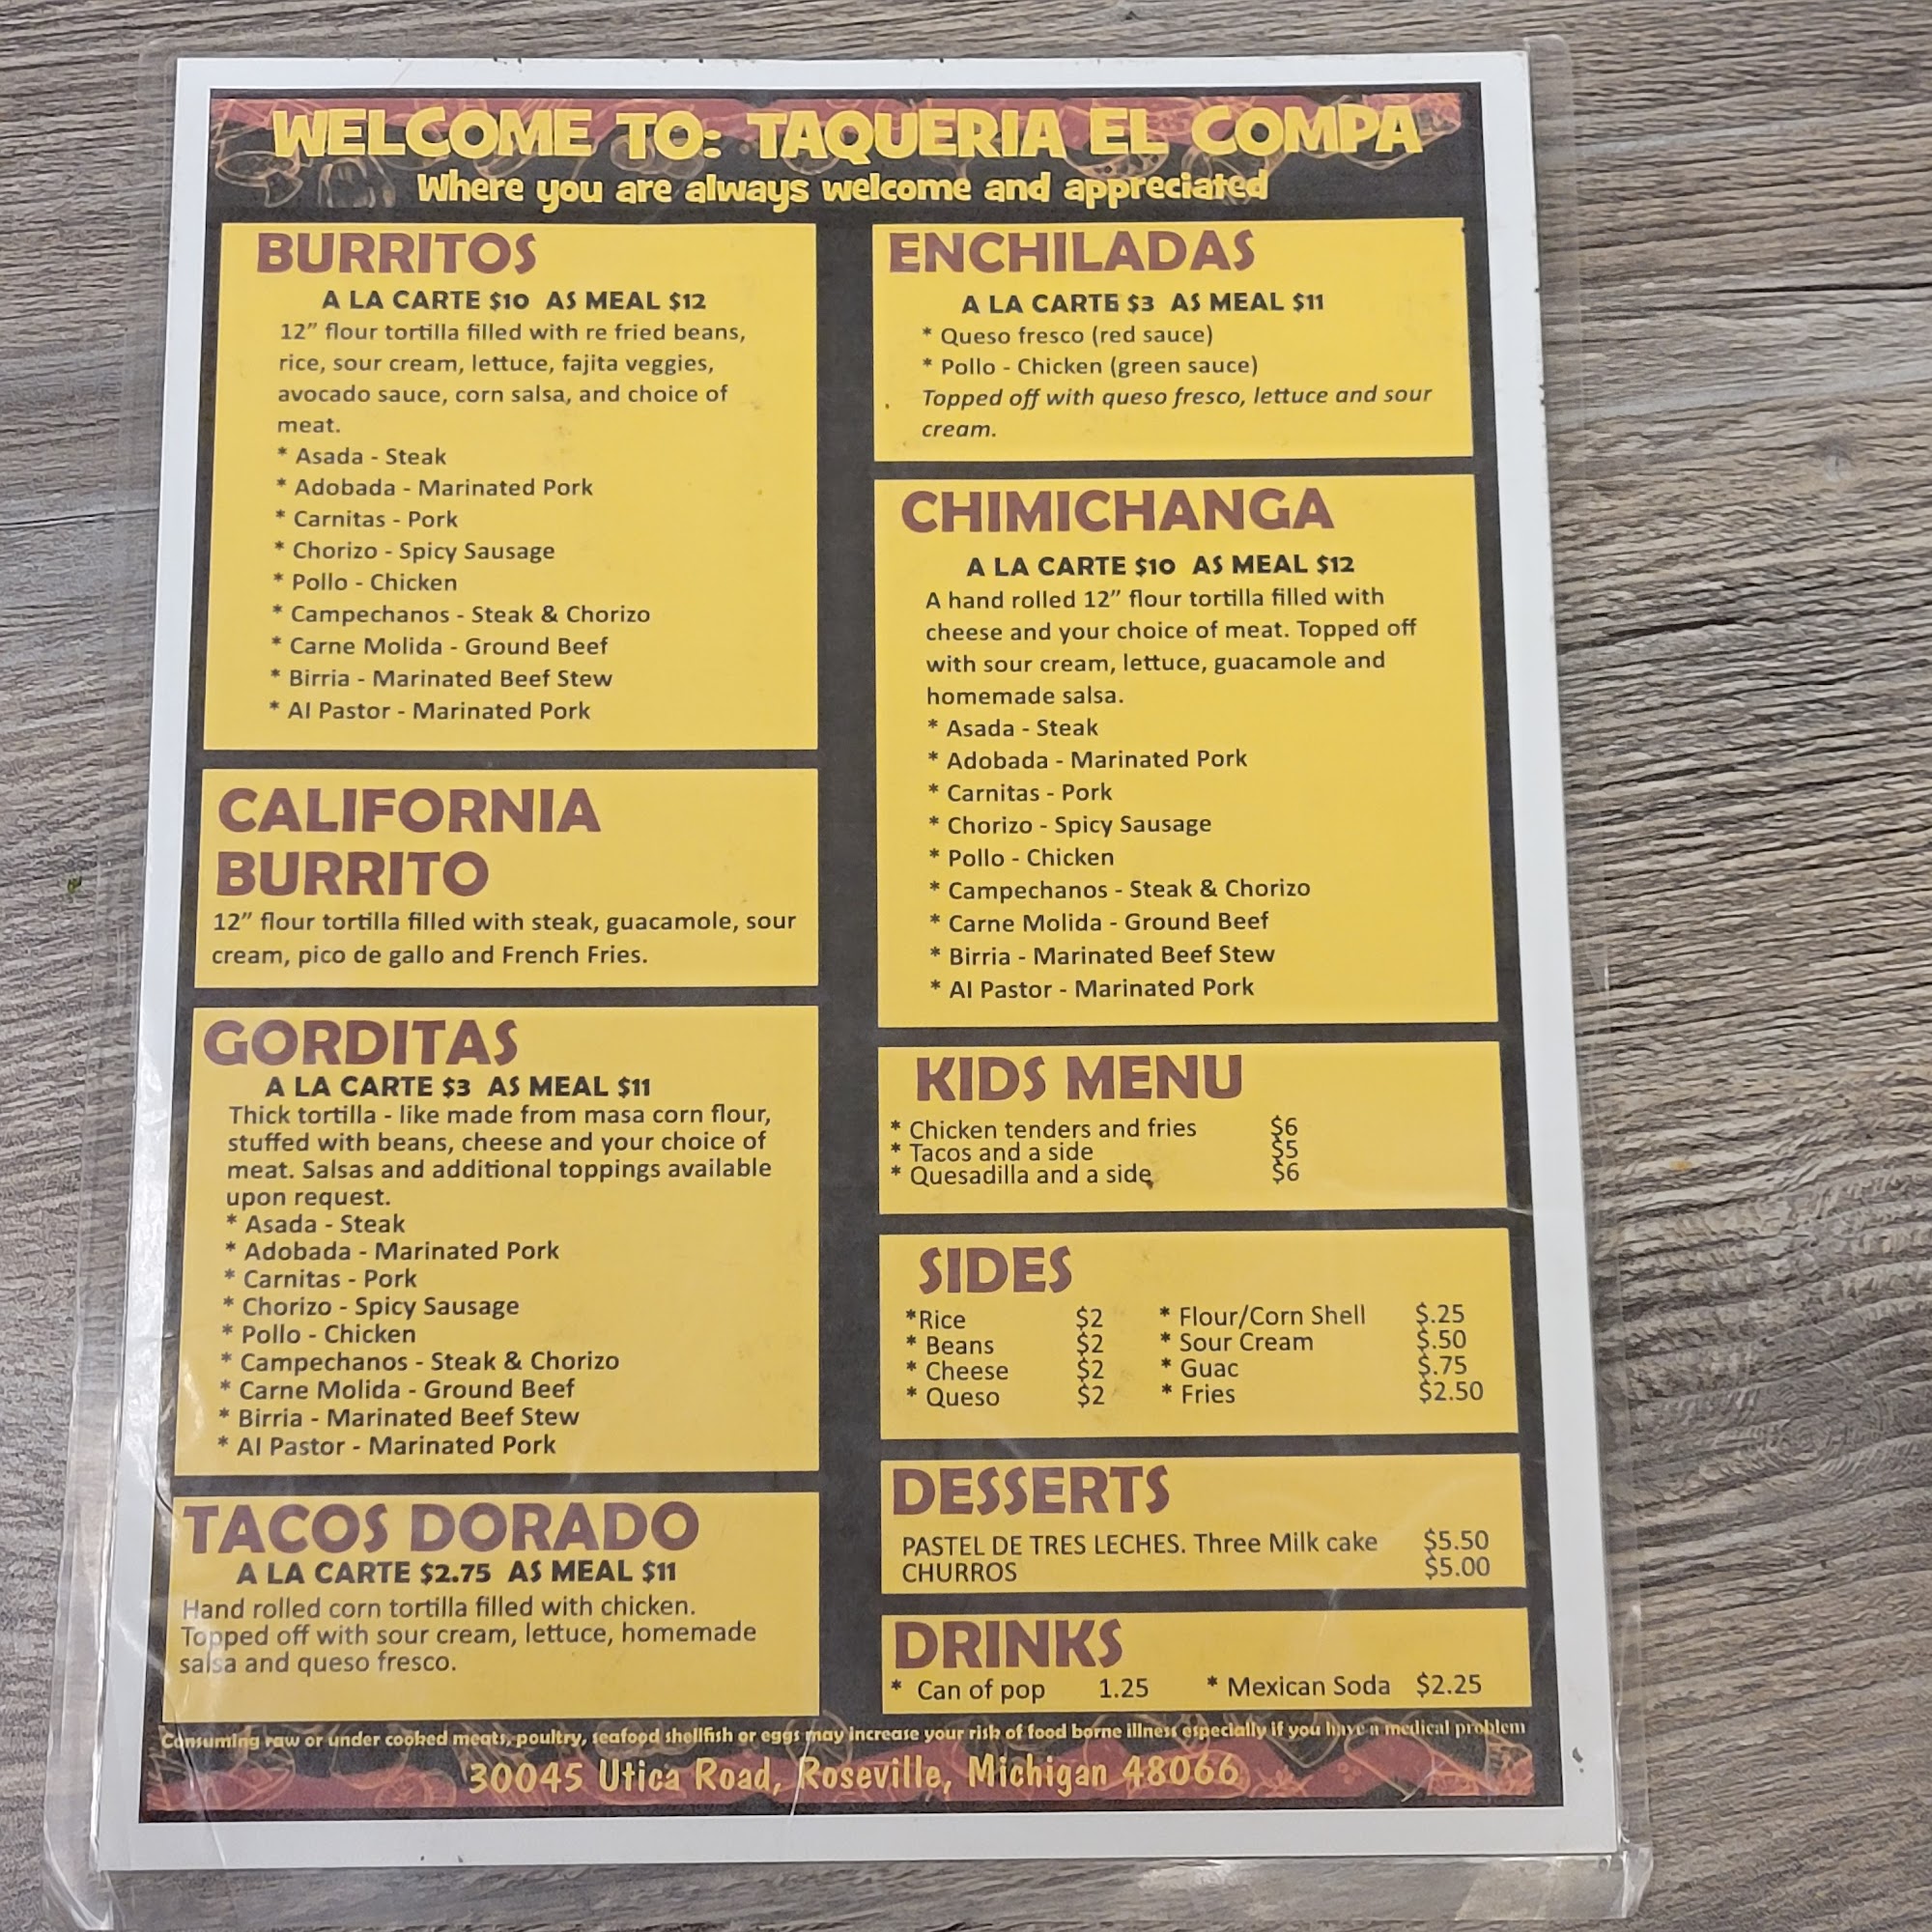 WELCOME TO: TAQUERIA EL COMPA
Where you are always welcome and appreciated
BURRITOS
A LA CARTE $10 AS MEAL $12
12" flour tortilla filled with re fried beans,
rice, sour cream, lettuce, fajita veggies,
avocado sauce, corn salsa, and choice of
meat.
* Asada - Steak
* Adobada - Marinated Pork
* Carnitas - Pork
* Chorizo - Spicy Sausage
* Pollo - Chicken
* Campechanos - Steak & Chorizo
* Carne Molida - Ground Beef
* Birria - Marinated Beef Stew
* Al Pastor - Marinated Pork
CALIFORNIA
BURRITO
12" flour tortilla filled with steak, guacamole, sour
cream, pico de gallo and French Fries.
GORDITAS
A LA CARTE $3 AS MEAL $11
Thick tortilla - like made from masa corn flour,
stuffed with beans, cheese and your choice of
meat. Salsas and additional toppings available
upon request.
* Asada - Steak
* Adobada - Marinated Pork
* Carnitas - Pork
* Chorizo - Spicy Sausage
* Pollo - Chicken
* Campechanos - Steak & Chorizo
* Carne Molida - Ground Beef
* Birria - Marinated Beef Stew
* Al Pastor - Marinated Pork
TACOS DORADO
A LA CARTE $2.75 AS MEAL $11
Hand rolled corn tortilla filled with chicken.
Topped off with sour cream, lettuce, homemade
salsa and queso fresco.
ENCHILADAS
A LA CARTE $3 AS MEAL $11
* Queso fresco (red sauce)
* Pollo - Chicken (green sauce)
Topped off with queso fresco, lettuce and sour
cream.
CHIMICHANGA
A LA CARTE $10 AS MEAL $12
A hand rolled 12" flour tortilla filled with
cheese and your choice of meat. Topped off
with sour cream, lettuce, guacamole and
homemade salsa.
* Asada - Steak
* Adobada - Marinated Pork
* Carnitas - Pork
* Chorizo - Spicy Sausage
* Pollo - Chicken
* Campechanos - Steak & Chorizo
* Carne Molida - Ground Beef
* Birria - Marinated Beef Stew
* Al Pastor - Marinated Pork
KIDS MENU
* Chicken tenders and fries $6
* Tacos and a side $5
* Quesadilla and a side $6
SIDES
*Rice $2 * Flour/Corn Shell $.25
* Beans $2 * Sour Cream $.50
* Cheese $2 * Guac $.75
* Queso $2 * Fries $2.50
DESSERTS
PASTEL DE TRES LECHES. Three Milk cake $5.50
CHURROS $5.00
DRINKS
* Can of pop 1.25 * Mexican Soda $2.25
Consuming raw or under cooked meats, poultry, seafood shellfish or eggs may increase your risk of food borne illness especially if you have a medical problem
30045 Utica Road, Roseville, Michigan 48066